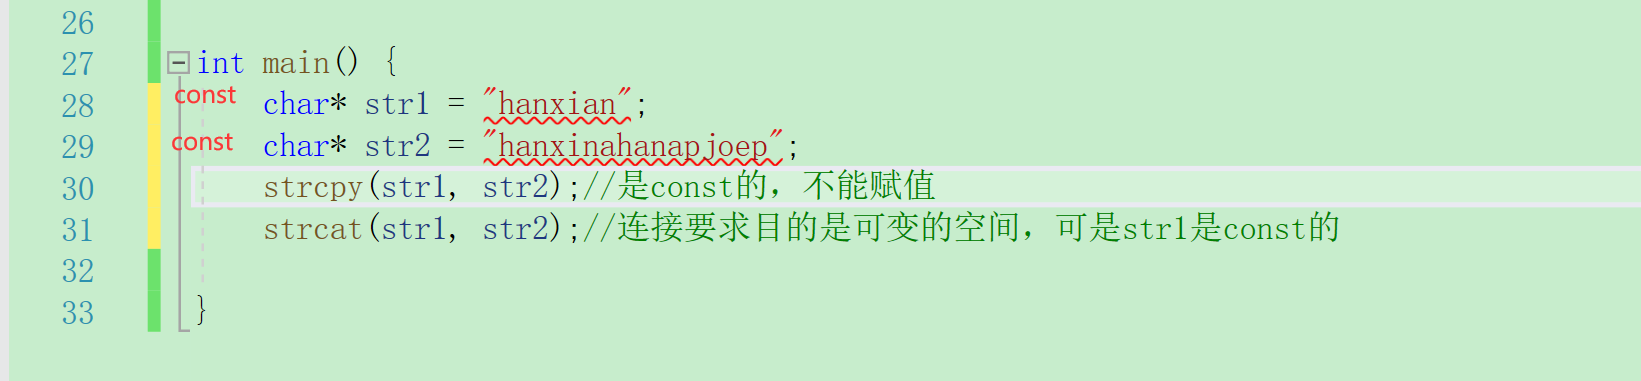 26
27 int main() {
28 const char* str1 = "hanxian";
29 const char* str2 = "hanxinahanapjoep";
30 strcpy(str1, str2);//是const的，不能赋值
31 strcat(str1, str2);//连接要求目的是可变的空间，可是str1是const的
32
33 }